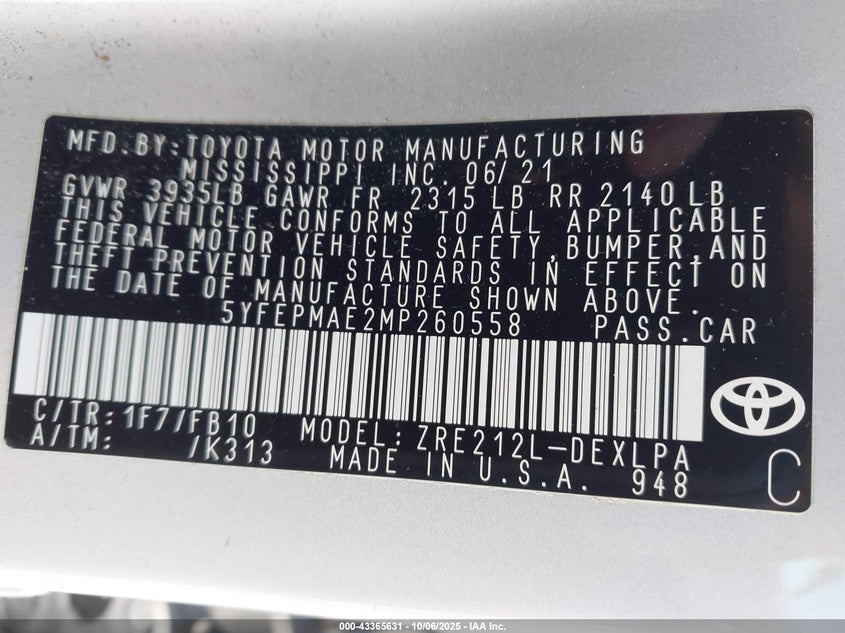 MFD.BY:TOYOTA MOTOR MANUFACTURING
MISSISSIPPI INC. 06/21
GVWR 3935LB GAWR FR 2315 LB RR 2140 LB
THIS VEHICLE CONFORMS TO ALL APPLICABLE
FEDERAL MOTOR VEHICLE SAFETY,BUMPER,AND
THEFT PREVENTION STANDARDS IN EFFECT ON
THE DATE OF MANUFACTURE SHOWN ABOVE.
5YFEPMAE2MP260558 PASS.CAR
C/TR: 1F7/FB10 MODEL: ZRE212L-DEXLPA
A/TM: /K313 MADE IN U.S.A. 948
C
000-43365631 - 10/06/2025 - IAA Inc.